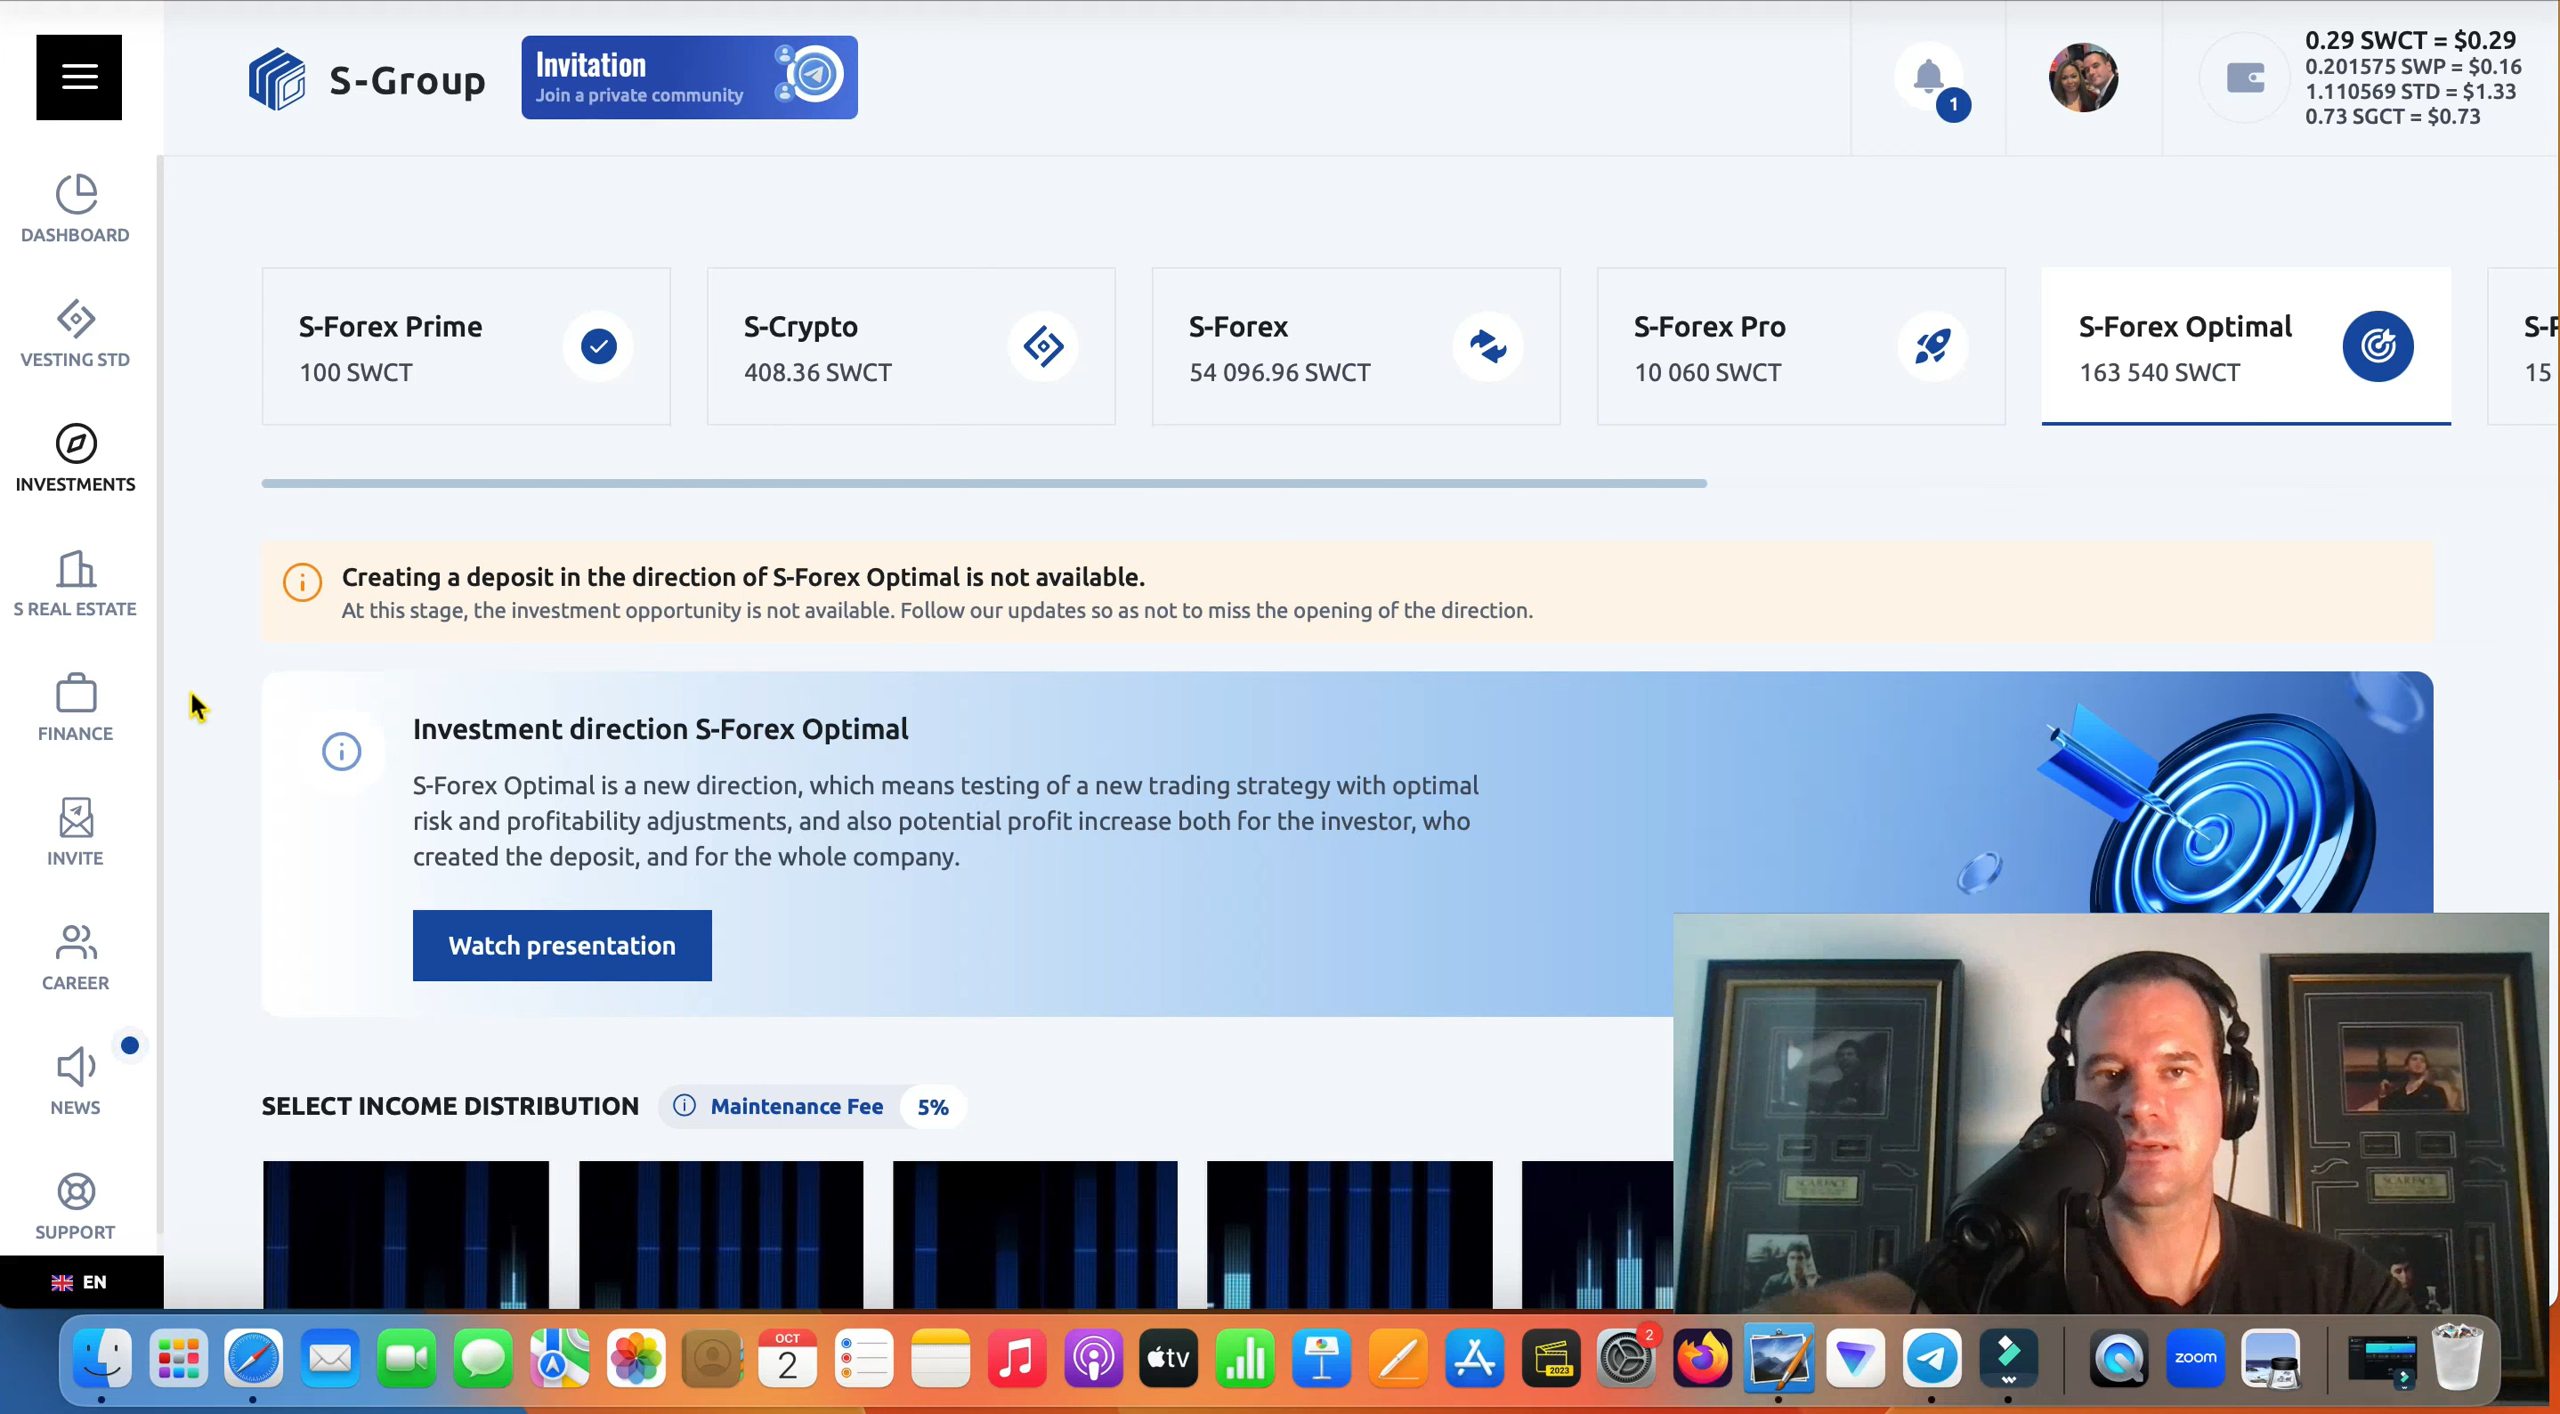 S-Group
Invitation
Join a private community
1
0.29 SWCT = $0.29
0.201575 SWP = $0.16
1.110569 STD = $1.33
0.73 SGCT = $0.73
DASHBOARD
VESTING STD
INVESTMENTS
S REAL ESTATE
FINANCE
INVITE
CAREER
NEWS
SUPPORT
EN
S-Forex Prime
100 SWCT
S-Crypto
408.36 SWCT
S-Forex
54 096.96 SWCT
S-Forex Pro
10 060 SWCT
S-Forex Optimal
163 540 SWCT
15
Creating a deposit in the direction of S-Forex Optimal is not available.
At this stage, the investment opportunity is not available. Follow our updates so as not to miss the opening of the direction.
Investment direction S-Forex Optimal
S-Forex Optimal is a new direction, which means testing of a new trading strategy with optimal
risk and profitability adjustments, and also potential profit increase both for the investor, who
created the deposit, and for the whole company.
Watch presentation
SELECT INCOME DISTRIBUTION
Maintenance Fee 5%
SCARFACE
SCARFACE
OCT
2
tv
2023
2
zoom